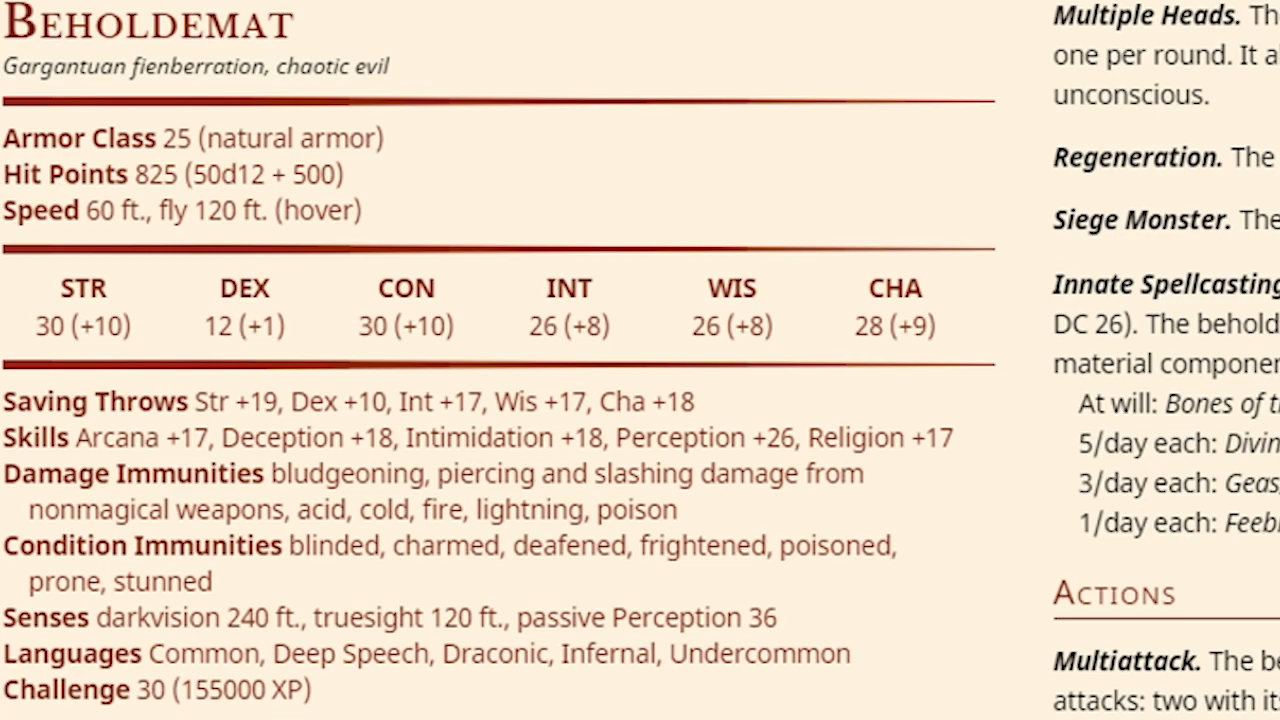 BEHOLDEMAT
Gargantuan fienberration, chaotic evil
Armor Class 25 (natural armor)
Hit Points 825 (50d12 + 500)
Speed 60 ft., fly 120 ft. (hover)
STR DEX CON INT WIS CHA
30 (+10) 12 (+1) 30 (+10) 26 (+8) 26 (+8) 28 (+9)
Saving Throws Str +19, Dex +10, Int +17, Wis +17, Cha +18
Skills Arcana +17, Deception +18, Intimidation +18, Perception +26, Religion +17
Damage Immunities bludgeoning, piercing and slashing damage from
nonmagical weapons, acid, cold, fire, lightning, poison
Condition Immunities blinded, charmed, deafened, frightened, poisoned,
prone, stunned
Senses darkvision 240 ft., truesight 120 ft., passive Perception 36
Languages Common, Deep Speech, Draconic, Infernal, Undercommon
Challenge 30 (155000 XP)
Multiple Heads.
one per round. It
unconscious.
Regeneration. The
Siege Monster. The
Innate Spellcasting
DC 26). The
material
At will: Bones of
5/day each:
3/day each: Geas,
1/day each:
ACTIONS
Multiattack. The
attacks: two with